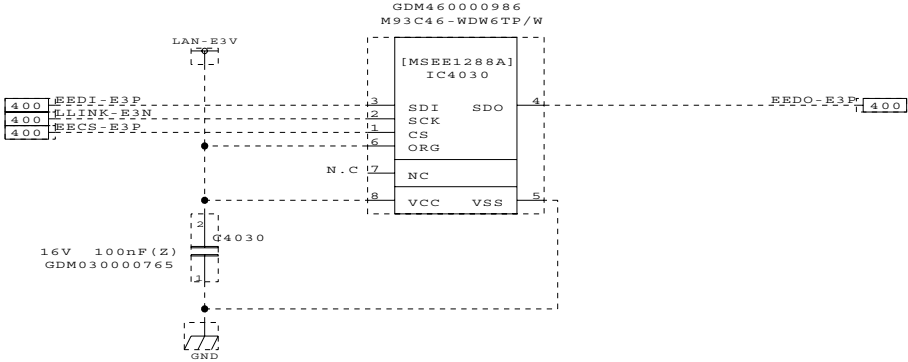 GDM460000986
M93C46-WDW6TP/W
LAN-E3V
[MSEE1288A]
IC4030
400 EEDI-E3P 3 SDI SDO 4 EEDO-E3P 400
400 LLINK-E3N 2 SCK
400 EECS-E3P 1 CS
6 ORG
N.C 7 NC
8 VCC VSS 5
2
C4030
16V 100nF(Z)
GDM030000765
1
GND